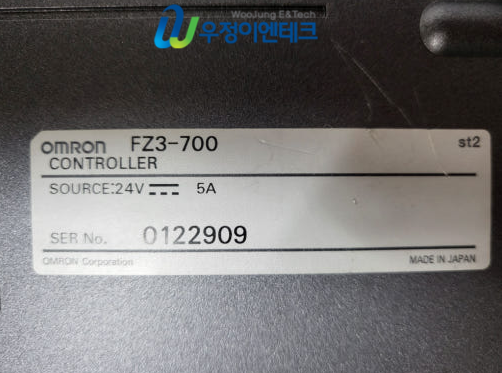 WooJung E&Tech
우정이엔테크
OMRON FZ3-700 st2
CONTROLLER
SOURCE:24V 5A
SER No. 0122909
OMRON Corporation MADE IN JAPAN